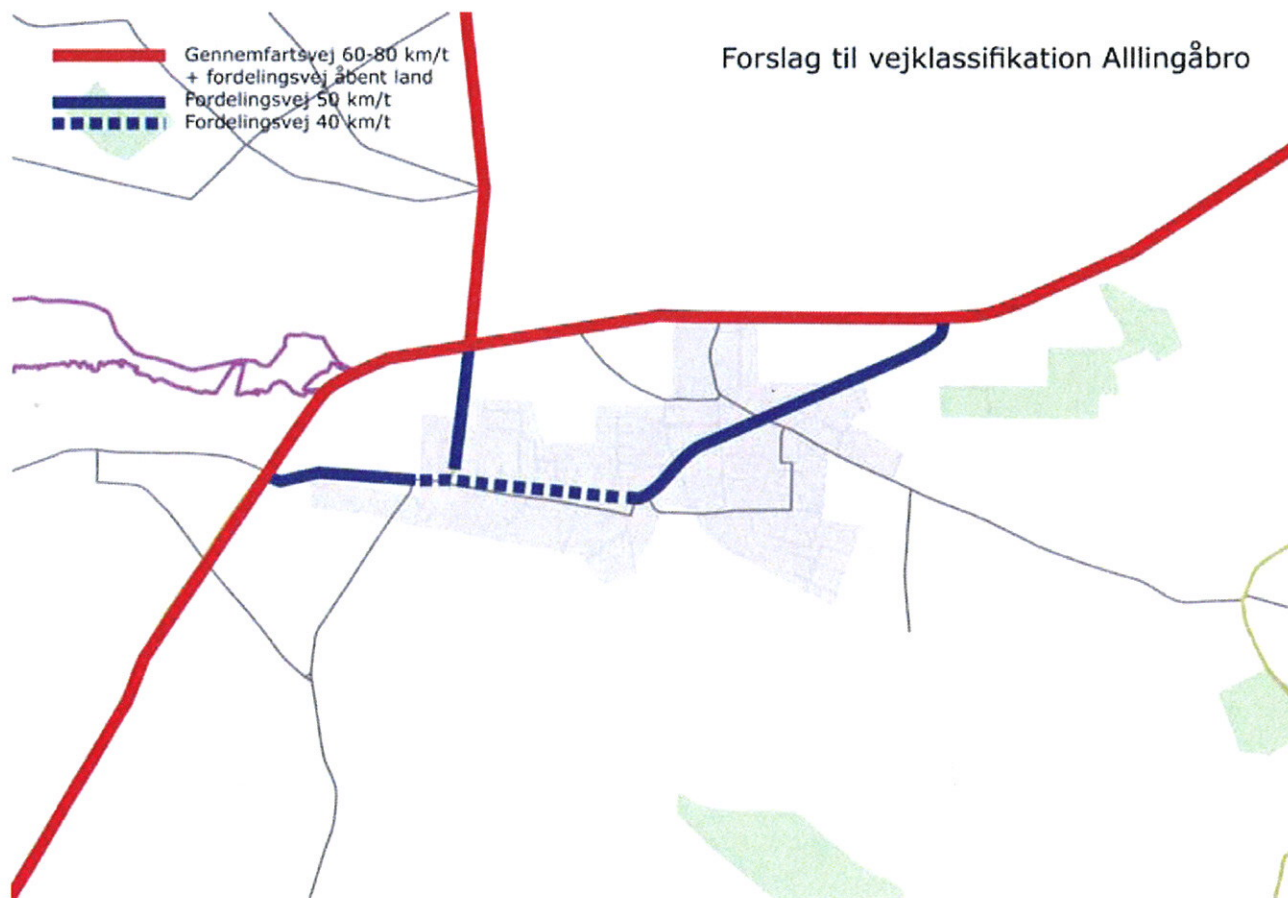 Gennemfartsvej 60-80 km/t
+ fordelingsvej åbent land
Fordelingsvej 50 km/t
Fordelingsvej 40 km/t
Forslag til vejklassifikation Alllingåbro